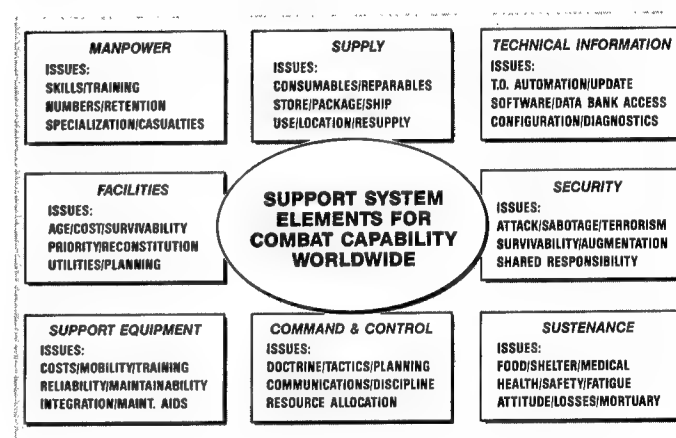 MANPOWER
ISSUES:
SKILLS/TRAINING
NUMBERS/RETENTION
SPECIALIZATION/CASUALTIES
SUPPLY
ISSUES:
CONSUMABLES/REPARABLES
STORE/PACKAGE/SHIP
USE/LOCATION/RESUPPLY
TECHNICAL INFORMATION
ISSUES:
T.O. AUTOMATION/UPDATE
SOFTWARE/DATA BANK ACCESS
CONFIGURATION/DIAGNOSTICS
FACILITIES
ISSUES:
AGE/COST/SURVIVABILITY
PRIORITY/RECONSTITUTION
UTILITIES/PLANNING
SUPPORT SYSTEM
ELEMENTS FOR
COMBAT CAPABILITY
WORLDWIDE
SECURITY
ISSUES:
ATTACK/SABOTAGE/TERRORISM
SURVIVABILITY/AUGMENTATION
SHARED RESPONSIBILITY
SUPPORT EQUIPMENT
ISSUES:
COSTS/MOBILITY/TRAINING
RELIABILITY/MAINTAINABILITY
INTEGRATION/MAINT. AIDS
COMMAND & CONTROL
ISSUES:
DOCTRINE/TACTICS/PLANNING
COMMUNICATIONS/DISCIPLINE
RESOURCE ALLOCATION
SUSTENANCE
ISSUES:
FOOD/SHELTER/MEDICAL
HEALTH/SAFETY/FATIGUE
ATTITUDE/LOSSES/MORTUARY